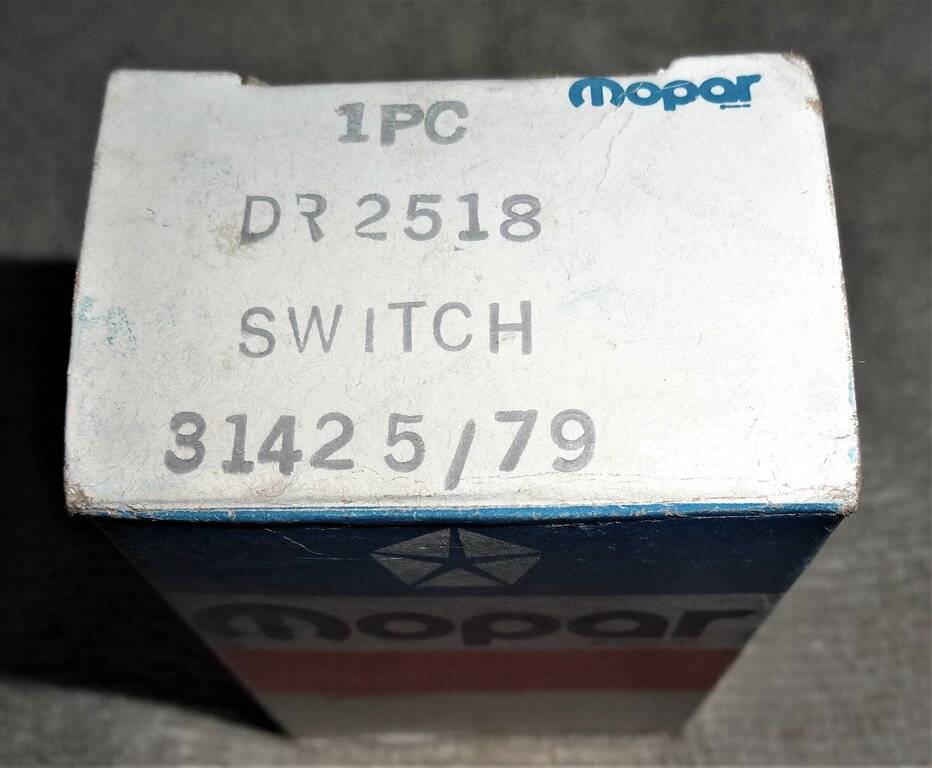 mopar
1PC
DR 2518
SWITCH
3142 5/79
mopar